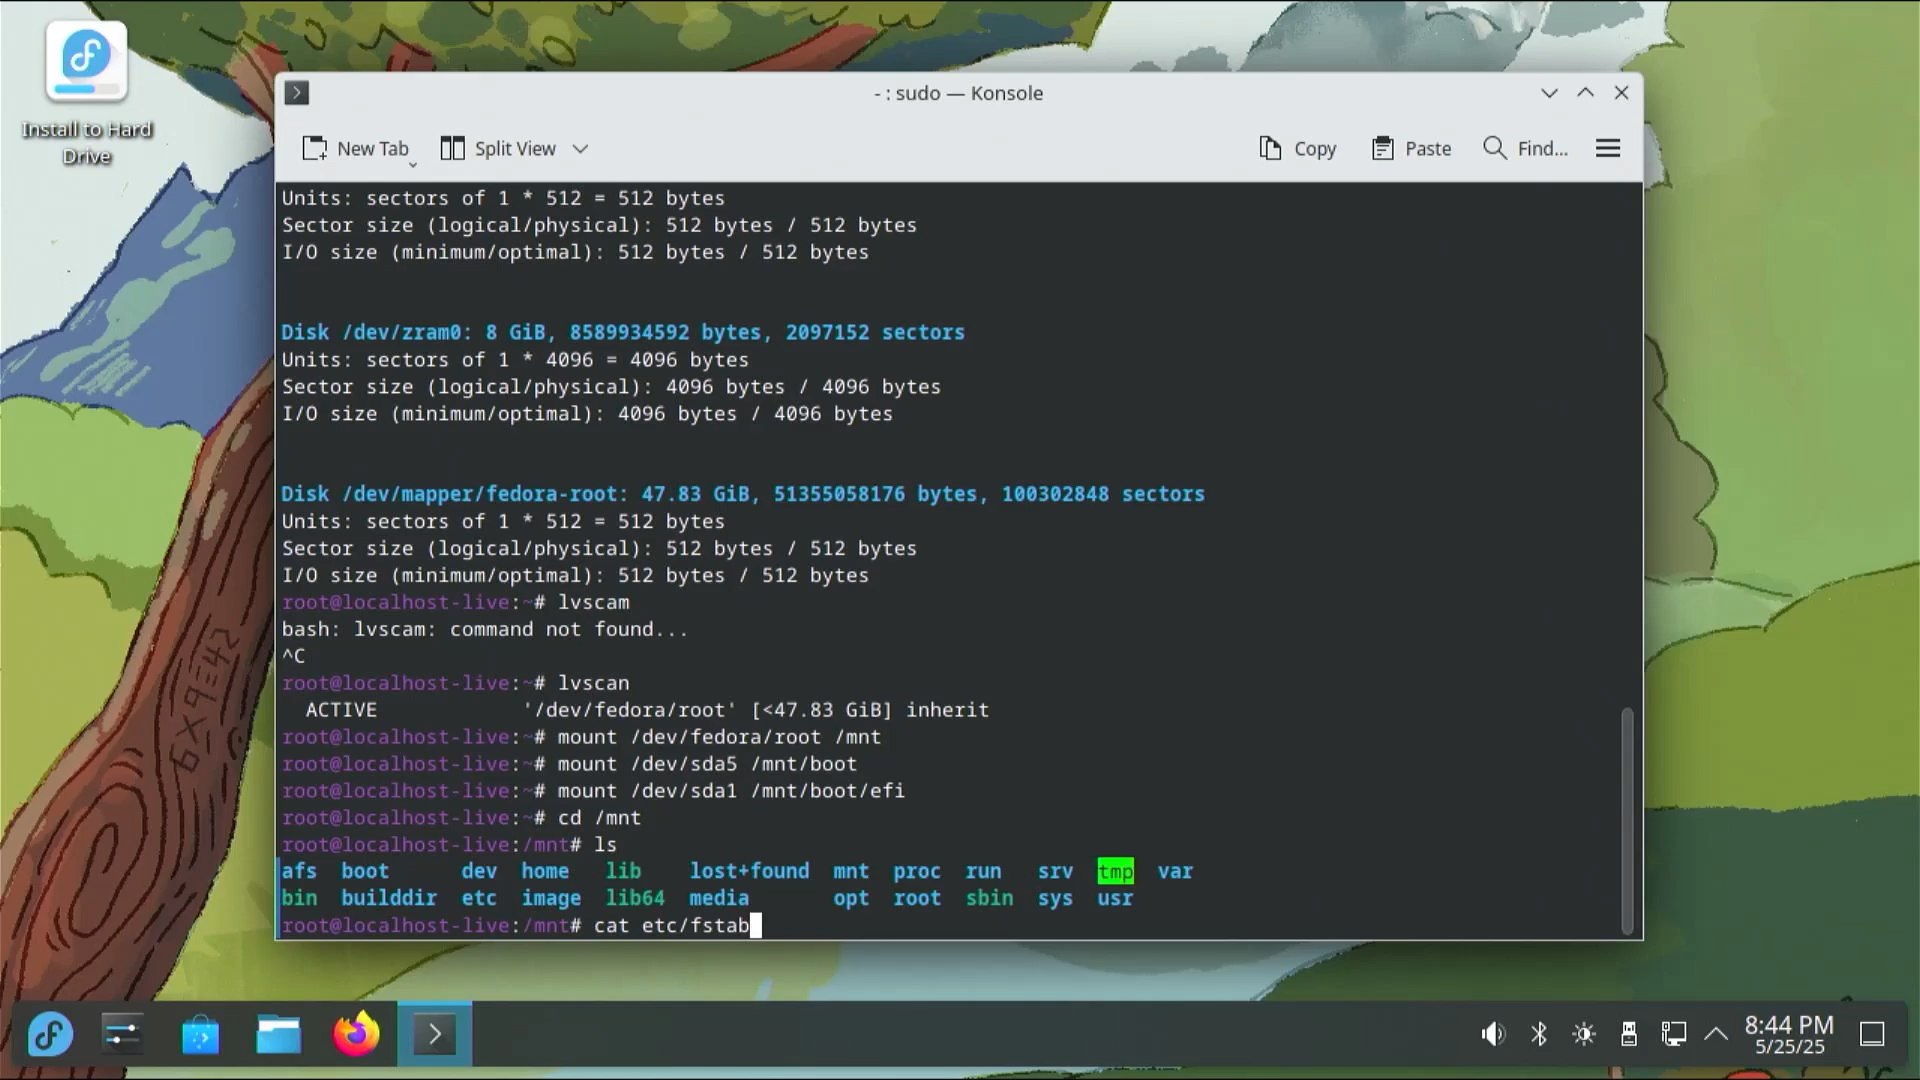 Install to Hard
Drive
- : sudo — Konsole
New Tab
Split View
Copy
Paste
Find...
Units: sectors of 1 * 512 = 512 bytes
Sector size (logical/physical): 512 bytes / 512 bytes
I/O size (minimum/optimal): 512 bytes / 512 bytes
Disk /dev/zram0: 8 GiB, 8589934592 bytes, 2097152 sectors
Units: sectors of 1 * 4096 = 4096 bytes
Sector size (logical/physical): 4096 bytes / 4096 bytes
I/O size (minimum/optimal): 4096 bytes / 4096 bytes
Disk /dev/mapper/fedora-root: 47.83 GiB, 51355058176 bytes, 100302848 sectors
Units: sectors of 1 * 512 = 512 bytes
Sector size (logical/physical): 512 bytes / 512 bytes
I/O size (minimum/optimal): 512 bytes / 512 bytes
root@localhost-live:~# lvscam
bash: lvscam: command not found...
^C
root@localhost-live:~# lvscan
  ACTIVE            '/dev/fedora/root' [<47.83 GiB] inherit
root@localhost-live:~# mount /dev/fedora/root /mnt
root@localhost-live:~# mount /dev/sda5 /mnt/boot
root@localhost-live:~# mount /dev/sda1 /mnt/boot/efi
root@localhost-live:~# cd /mnt
root@localhost-live:/mnt# ls
afs  boot      dev  home   lib    lost+found  mnt  proc  run   srv  tmp  var
bin  builddir  etc  image  lib64  media       opt  root  sbin  sys  usr
root@localhost-live:/mnt# cat etc/fstab
6x9=42
8:44 PM
5/25/25